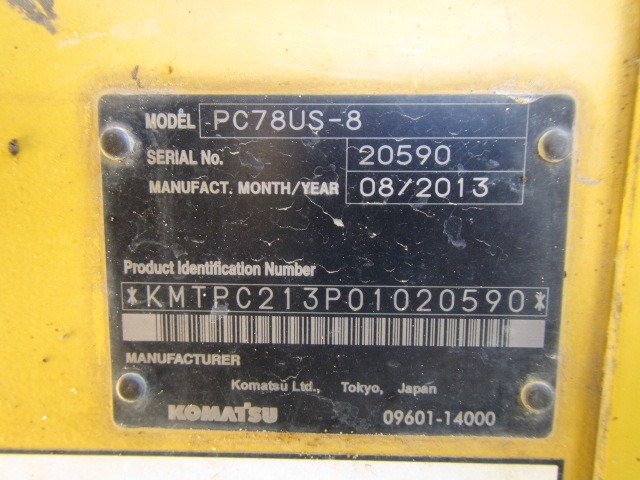 MODEL PC78US-8
SERIAL No. 20590
MANUFACT. MONTH/YEAR 08/2013
Product Identification Number
*KMTPC213P01020590*
MANUFACTURER
Komatsu Ltd., Tokyo, Japan
KOMATSU 09601-14000